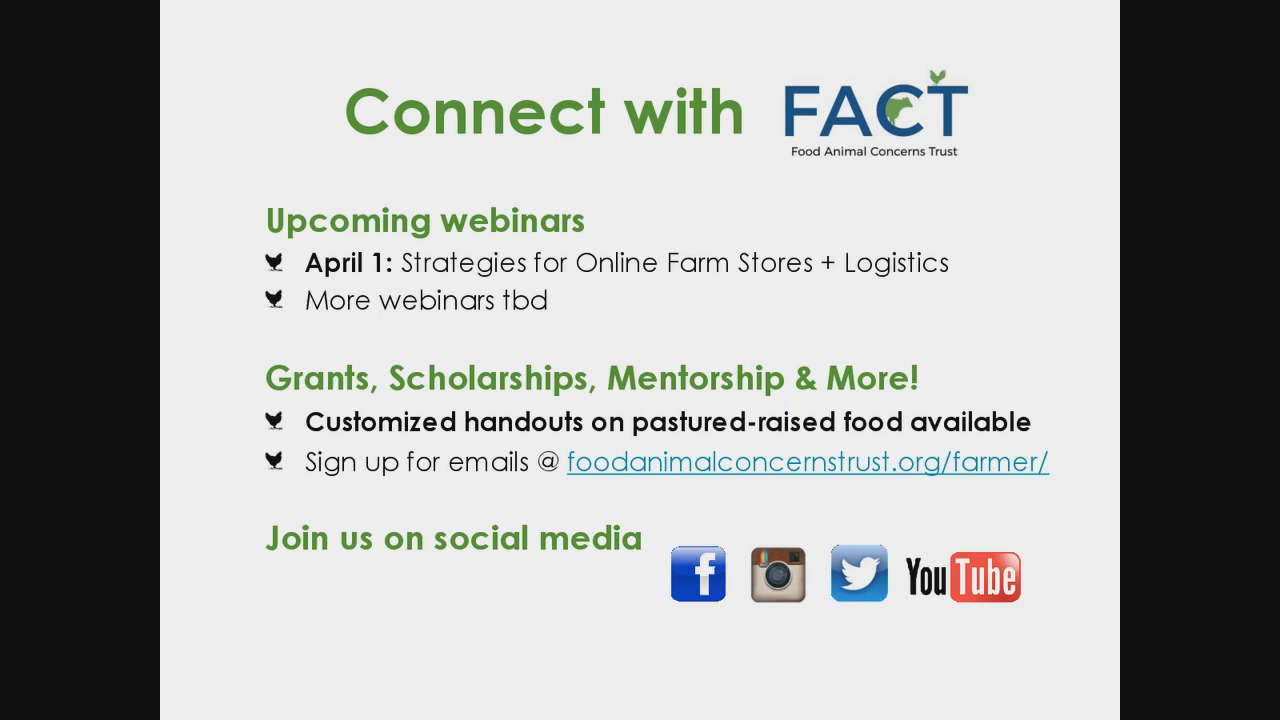 Connect with FACT
Food Animal Concerns Trust
Upcoming webinars
April 1: Strategies for Online Farm Stores + Logistics
More webinars tbd
Grants, Scholarships, Mentorship & More!
Customized handouts on pastured-raised food available
Sign up for emails @ foodanimalconcernstrust.org/farmer/
Join us on social media
f
You Tube